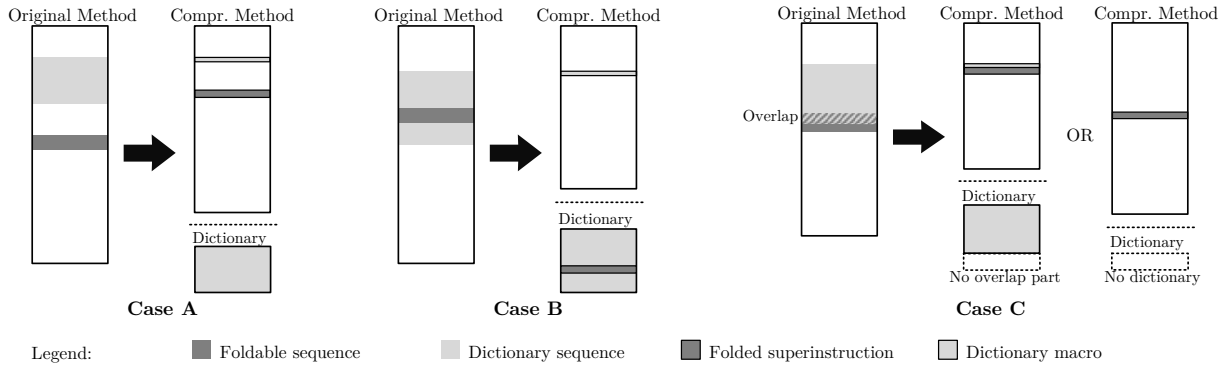 Original Method
Compr. Method
Dictionary
Case A
Original Method
Compr. Method
Dictionary
Case B
Original Method
Compr. Method
Compr. Method
Overlap
OR
Dictionary
No overlap part
Dictionary
No dictionary
Case C
Legend:
Foldable sequence
Dictionary sequence
Folded superinstruction
Dictionary macro